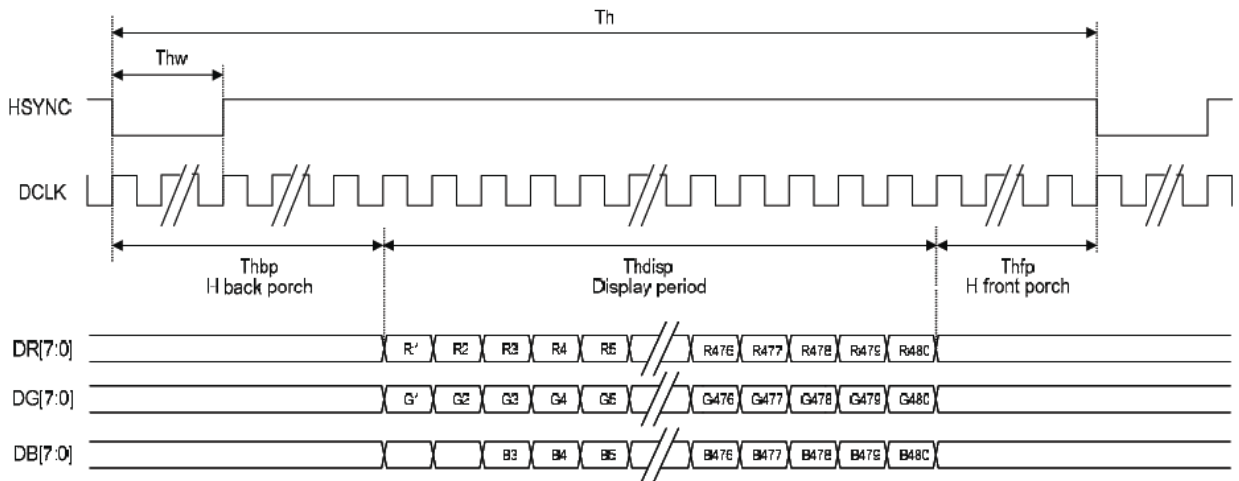 Th
Thw
HSYNC
DCLK
Thbp
H back porch
Thdisp
Display period
Thfp
H front porch
DR[7:0] R1 R2 R3 R4 R5 R476 R477 R478 R479 R480
DG[7:0] G1 G2 G3 G4 G5 G476 G477 G478 G479 G480
DB[7:0] B3 B4 B5 B476 B477 B478 B479 B480